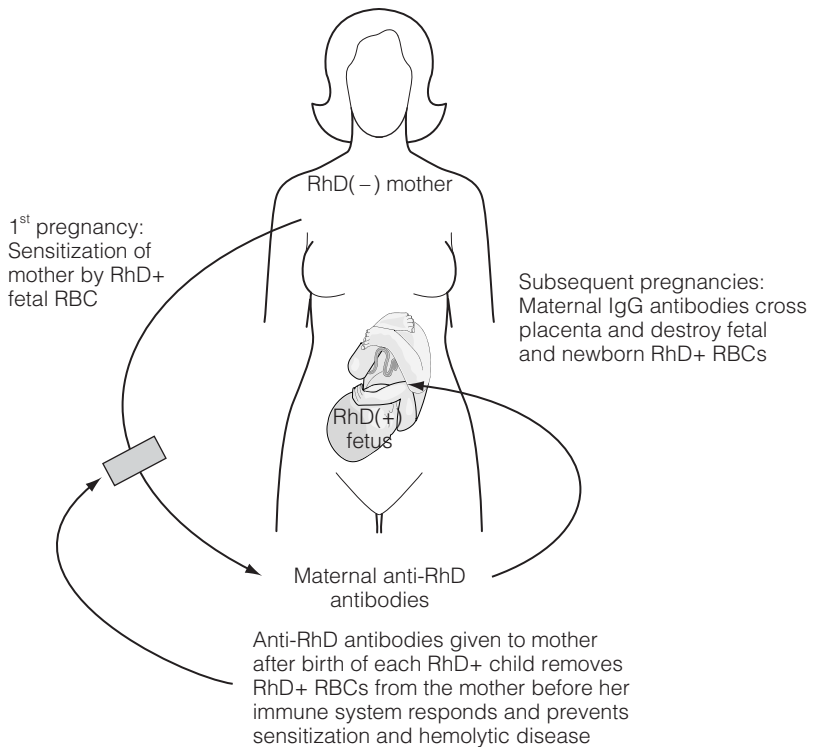 RhD(–) mother
1st pregnancy:
Sensitization of
mother by RhD+
fetal RBC
Subsequent pregnancies:
Maternal IgG antibodies cross
placenta and destroy fetal
and newborn RhD+ RBCs
RhD(+)
fetus
Maternal anti-RhD
antibodies
Anti-RhD antibodies given to mother
after birth of each RhD+ child removes
RhD+ RBCs from the mother before her
immune system responds and prevents
sensitization and hemolytic disease